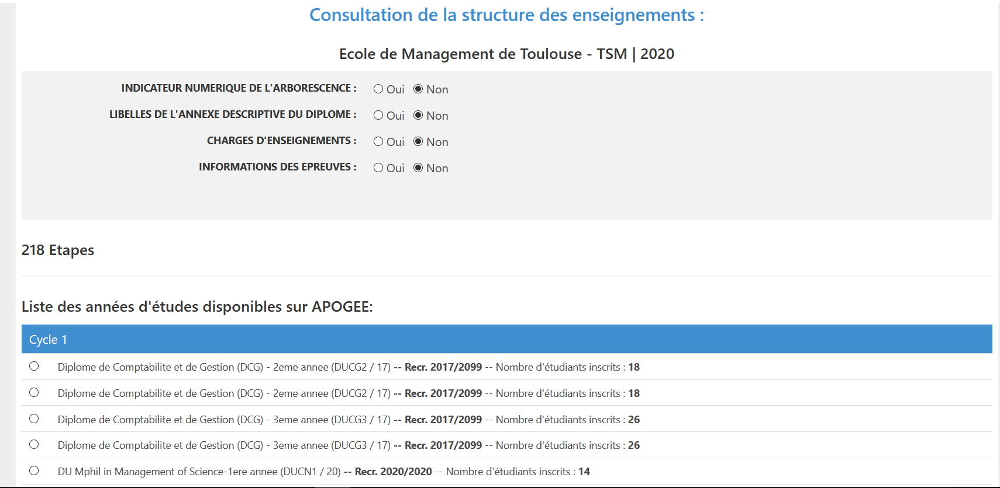 Consultation de la structure des enseignements :
Ecole de Management de Toulouse - TSM | 2020
INDICATEUR NUMERIQUE DE L'ARBORESCENCE : Oui Non
LIBELLES DE L'ANNEXE DESCRIPTIVE DU DIPLOME : Oui Non
CHARGES D'ENSEIGNEMENTS : Oui Non
INFORMATIONS DES EPREUVES : Oui Non
218 Etapes
Liste des années d'études disponibles sur APOGEE:
Cycle 1
Diplome de Comptabilite et de Gestion (DCG) - 2eme annee (DUCG2 / 17) -- Recr. 2017/2099 -- Nombre d'étudiants inscrits : 18
Diplome de Comptabilite et de Gestion (DCG) - 2eme annee (DUCG2 / 17) -- Recr. 2017/2099 -- Nombre d'étudiants inscrits : 18
Diplome de Comptabilite et de Gestion (DCG) - 3eme annee (DUCG3 / 17) -- Recr. 2017/2099 -- Nombre d'étudiants inscrits : 26
Diplome de Comptabilite et de Gestion (DCG) - 3eme annee (DUCG3 / 17) -- Recr. 2017/2099 -- Nombre d'étudiants inscrits : 26
DU Mphil in Management of Science-1ere annee (DUCN1 / 20) -- Recr. 2020/2020 -- Nombre d'étudiants inscrits : 14